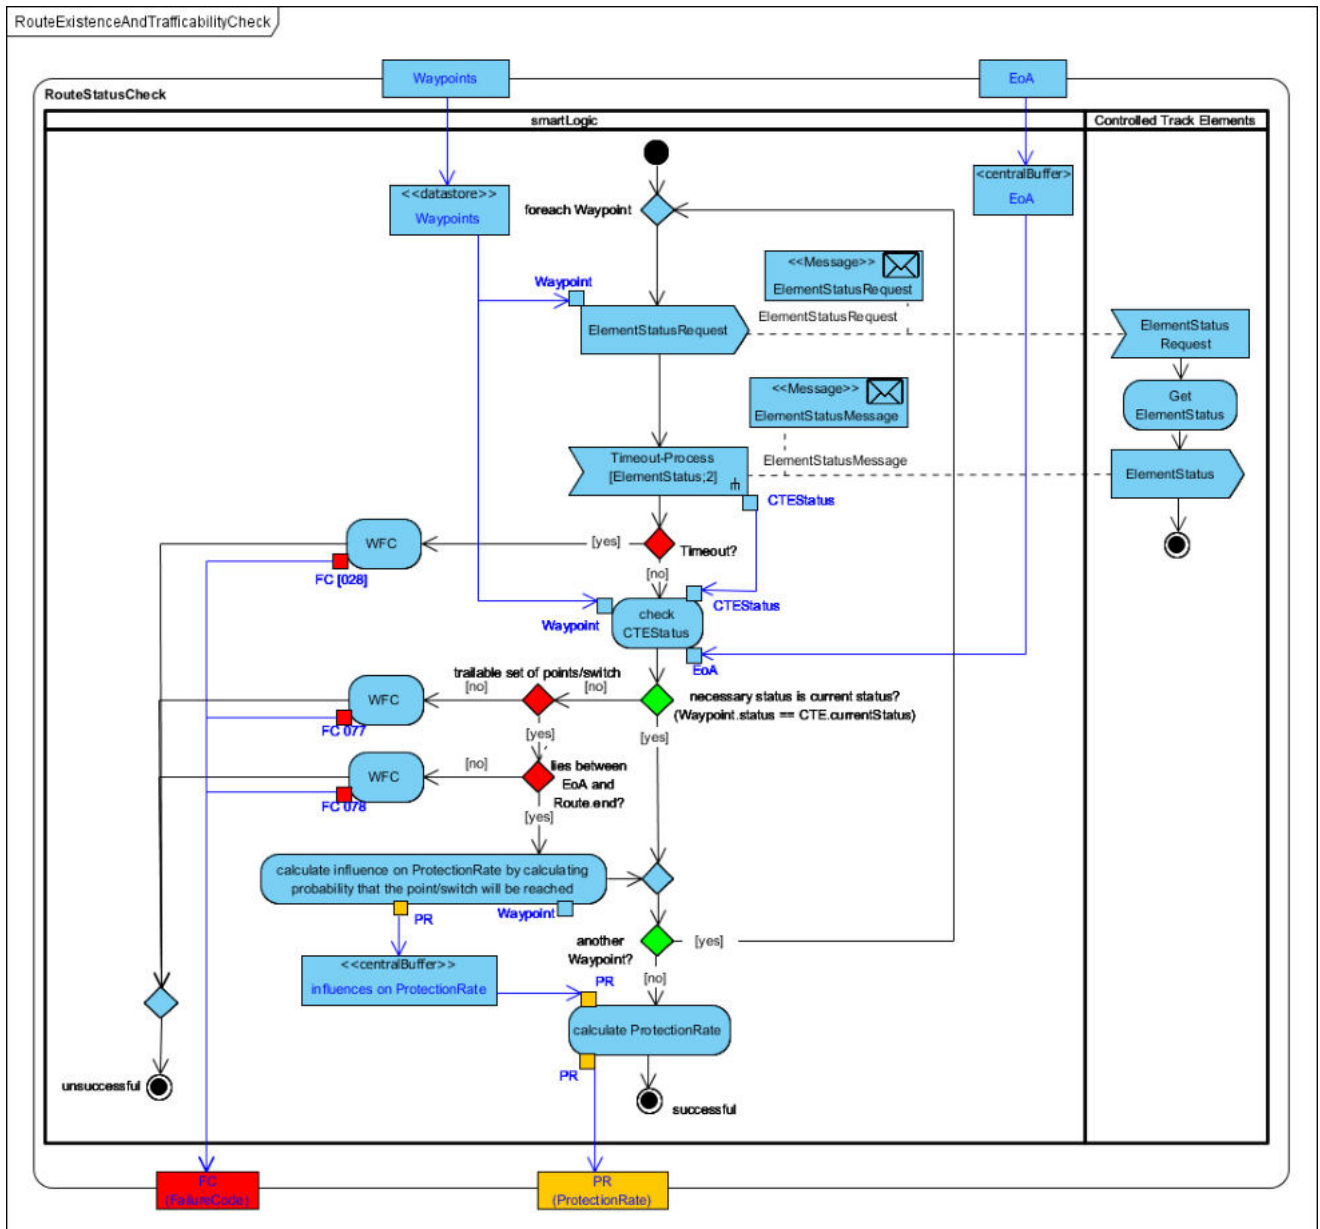 RouteExistenceAndTrafficabilityCheck
Waypoints
EoA
RouteStatusCheck
smartLogic
Controlled Track Elements
<<datastore>>
Waypoints
<centralBuffer>
EoA
foreach Waypoint
<<Message>>
ElementStatusRequest
Waypoint
ElementStatusRequest
ElementStatusRequest
ElementStatus
Request
Get
ElementStatus
<<Message>>
ElementStatusMessage
Timeout-Process
[ElementStatus;2]
ElementStatusMessage
ElementStatus
CTEStatus
WFC
[yes]
Timeout?
FC [028]
[no]
CTEStatus
Waypoint
check
CTEStatus
EoA
trailable set of points/switch
[no]
[no]
necessary status is current status?
(Waypoint.status == CTE.currentStatus)
WFC
FC 077
[yes]
[yes]
WFC
[no]
lies between
EoA and
Route.end?
FC 078
[yes]
calculate influence on ProtectionRate by calculating
probability that the point/switch will be reached
PR
Waypoint
another
Waypoint?
[yes]
<<centralBuffer>>
influences on ProtectionRate
[no]
PR
calculate ProtectionRate
PR
unsuccessful
successful
FC
(FailureCode)
PR
(ProtectionRate)